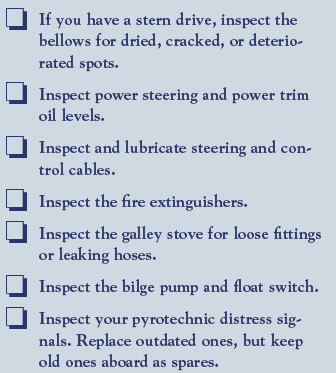 If you have a stern drive, inspect the
bellows for dried, cracked, or deterio-
rated spots.
Inspect power steering and power trim
oil levels.
Inspect and lubricate steering and con-
trol cables.
Inspect the fire extinguishers.
Inspect the galley stove for loose fittings
or leaking hoses.
Inspect the bilge pump and float switch.
Inspect your pyrotechnic distress sig-
nals. Replace outdated ones, but keep
old ones aboard as spares.